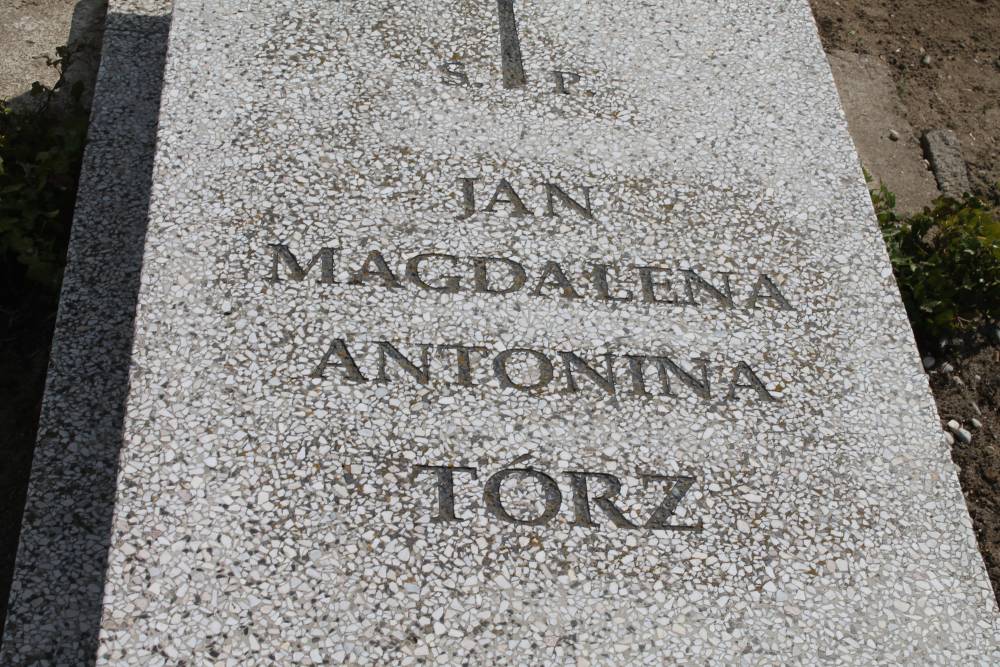 Ś. P.
JAN
MAGDALENA
ANTONINA
TÓRZ